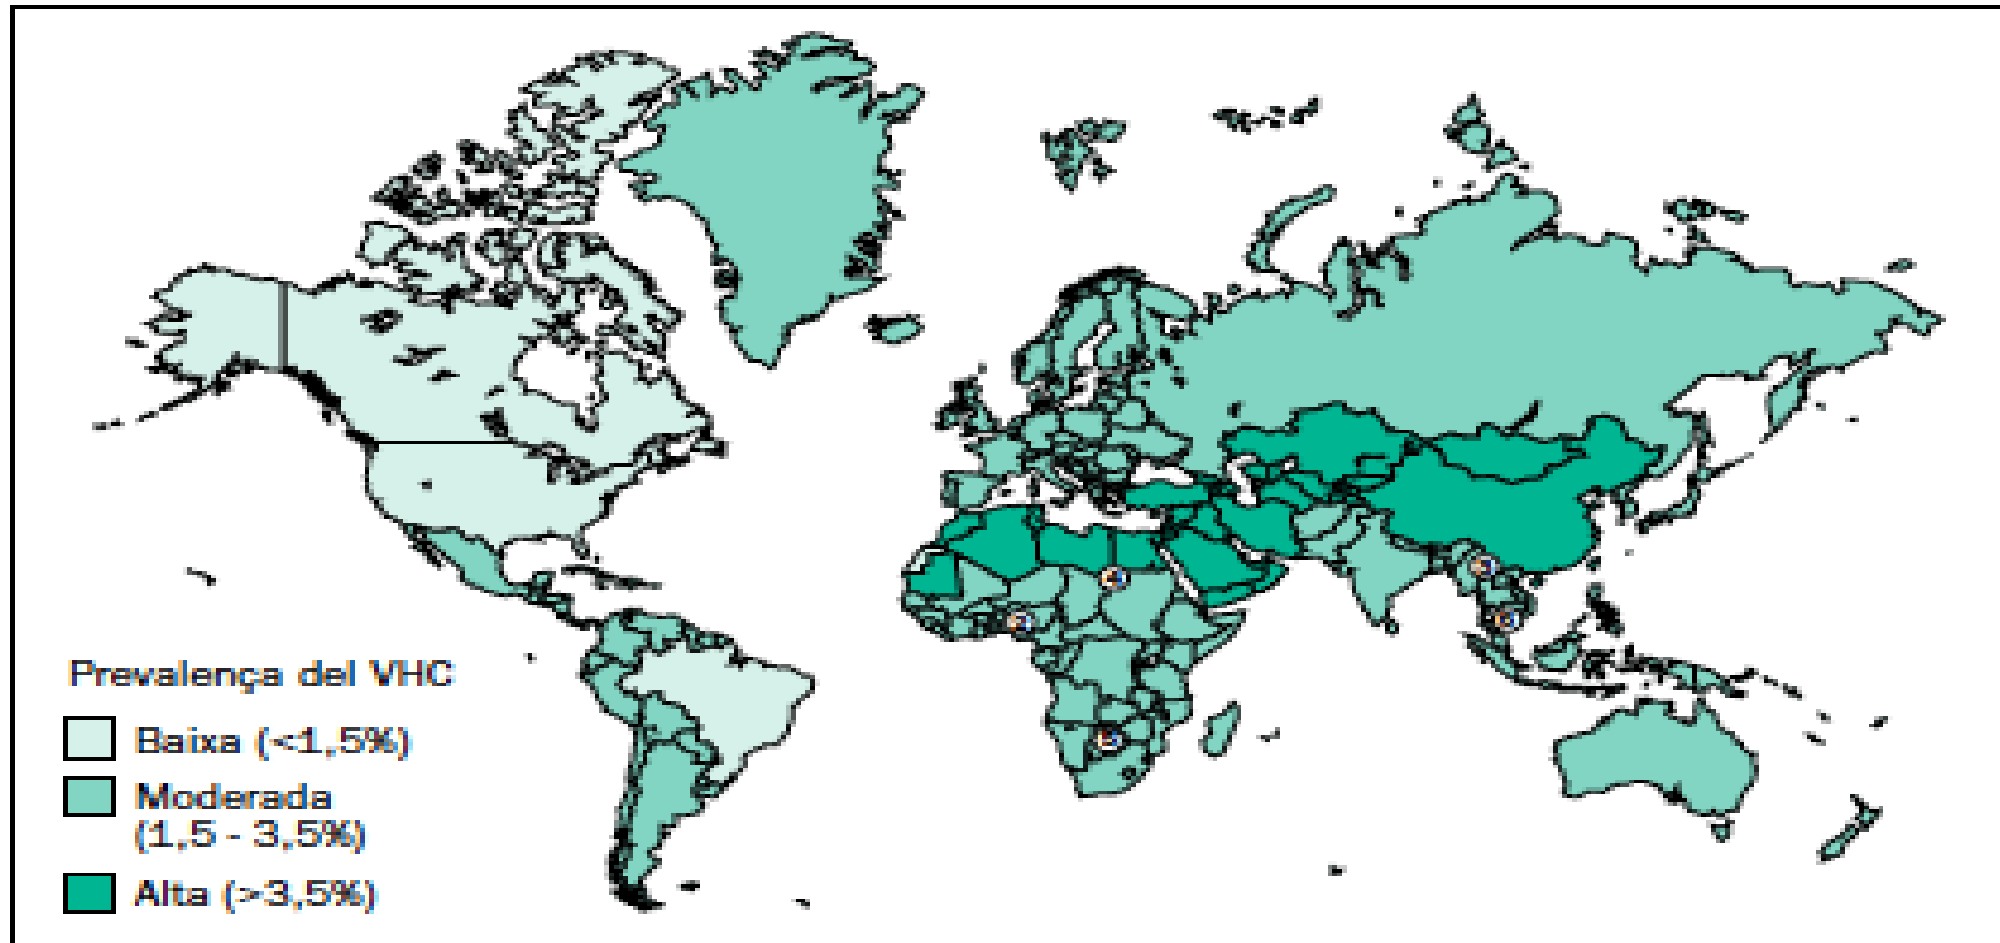 Prevalença del VHC
Baixa (<1,5%)
Moderada
(1,5 - 3,5%)
Alta (>3,5%)